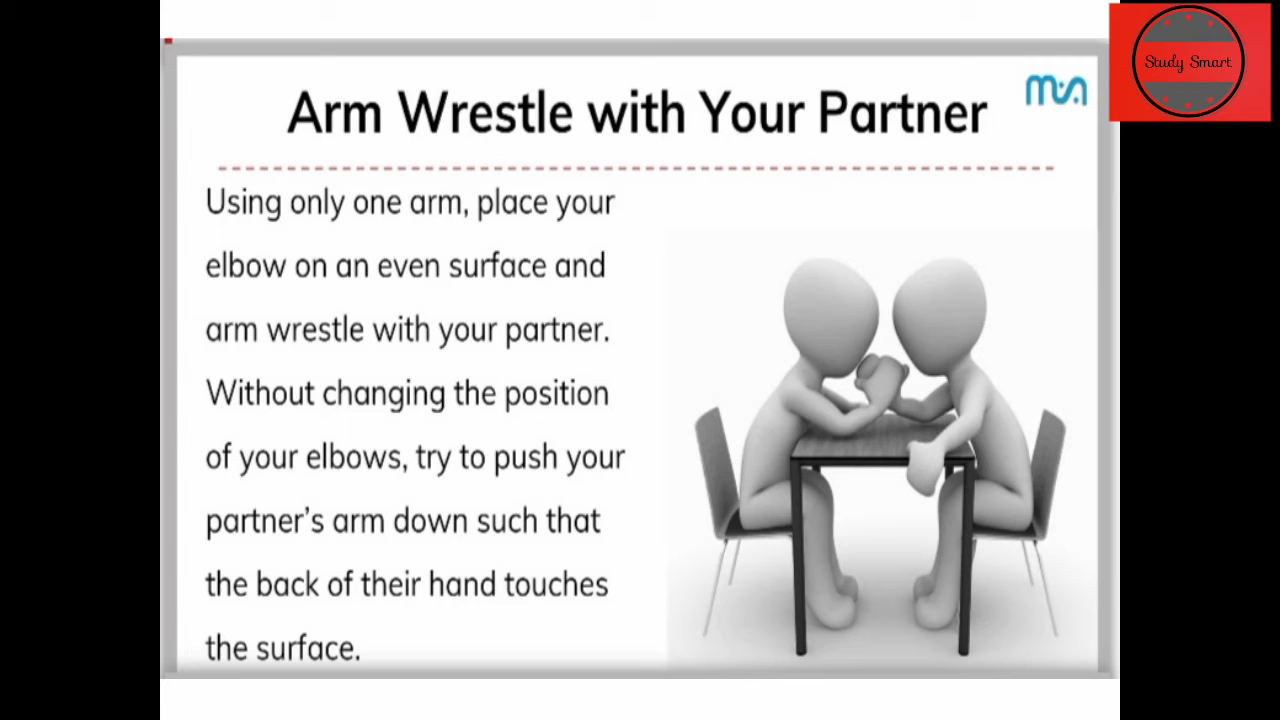 Study Smart
Arm Wrestle with Your Partner
Using only one arm, place your
elbow on an even surface and
arm wrestle with your partner.
Without changing the position
of your elbows, try to push your
partner's arm down such that
the back of their hand touches
the surface.